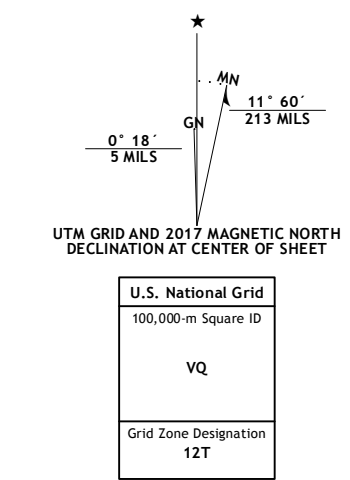 ★
MN
11° 60´
213 MILS
GN
0° 18´
5 MILS
UTM GRID AND 2017 MAGNETIC NORTH
DECLINATION AT CENTER OF SHEET
U.S. National Grid
100,000-m Square ID
VQ
Grid Zone Designation
12T